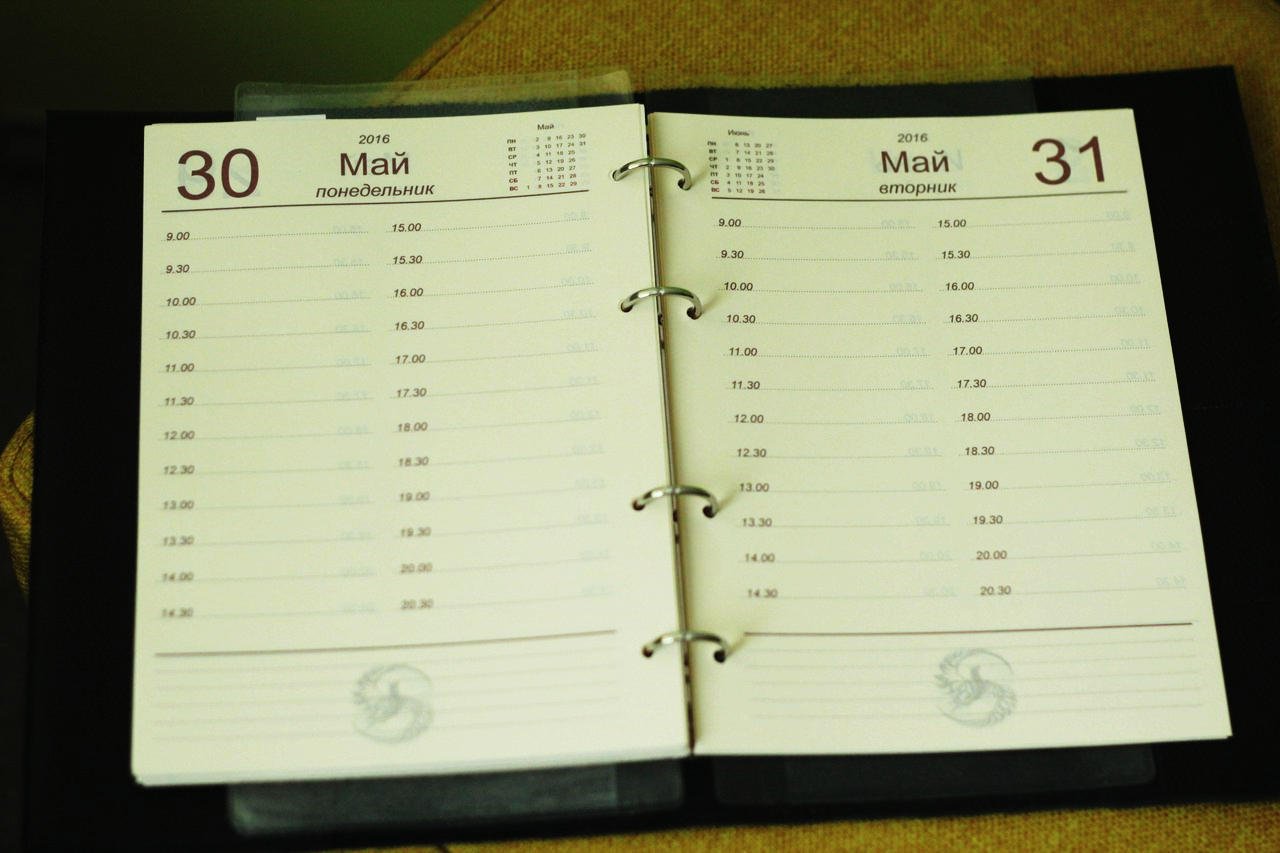 2016
30
Май
понедельник
Май
ПН 2 9 16 23 30
ВТ 3 10 17 24 31
СР 4 11 18 25
ЧТ 5 12 19 26
ПТ 6 13 20 27
СБ 7 14 21 28
ВС 1 8 15 22 29
9.00
9.30
10.00
10.30
11.00
11.30
12.00
12.30
13.00
13.30
14.00
14.30
15.00
15.30
16.00
16.30
17.00
17.30
18.00
18.30
19.00
19.30
20.00
20.30
Июнь
ПН 6 13 20 27
ВТ 7 14 21 28
СР 1 8 15 22 29
ЧТ 2 9 16 23 30
ПТ 3 10 17 24
СБ 4 11 18 25
ВС 5 12 19 26
2016
Май
вторник
31
9.00
9.30
10.00
10.30
11.00
11.30
12.00
12.30
13.00
13.30
14.00
14.30
15.00
15.30
16.00
16.30
17.00
17.30
18.00
18.30
19.00
19.30
20.00
20.30